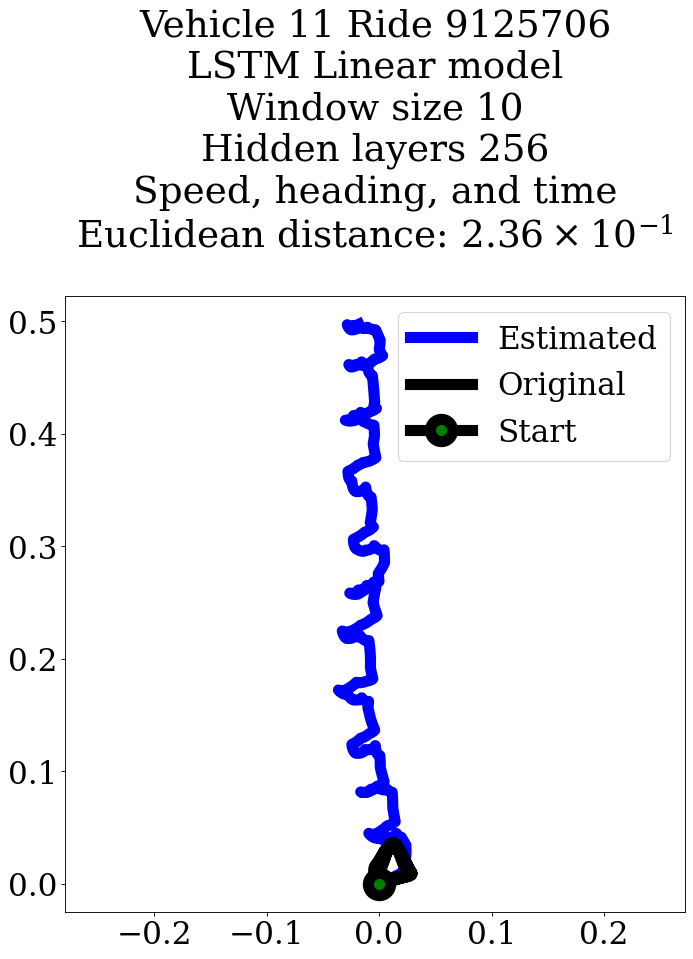 Vehicle 11 Ride 9125706
LSTM Linear model
Window size 10
Hidden layers 256
Speed, heading, and time
Euclidean distance: 2.36 × 10⁻¹
0.5
0.4
0.3
0.2
0.1
0.0
Estimated
Original
Start
−0.2 −0.1 0.0 0.1 0.2